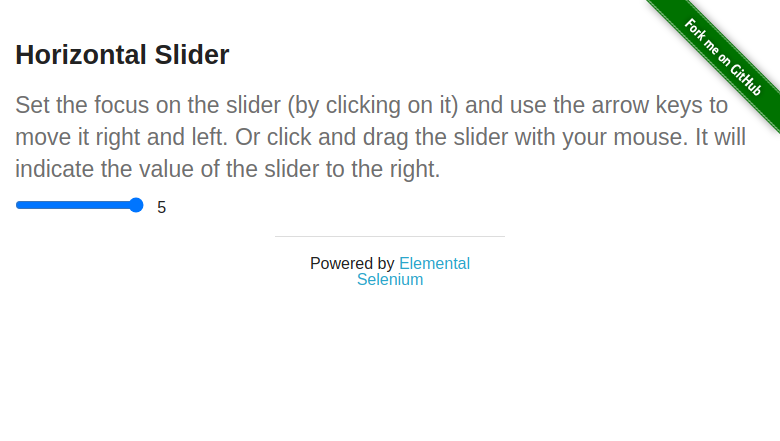 Fork me on GitHub
Horizontal Slider
Set the focus on the slider (by clicking on it) and use the arrow keys to
move it right and left. Or click and drag the slider with your mouse. It will
indicate the value of the slider to the right.
5
Powered by Elemental
Selenium